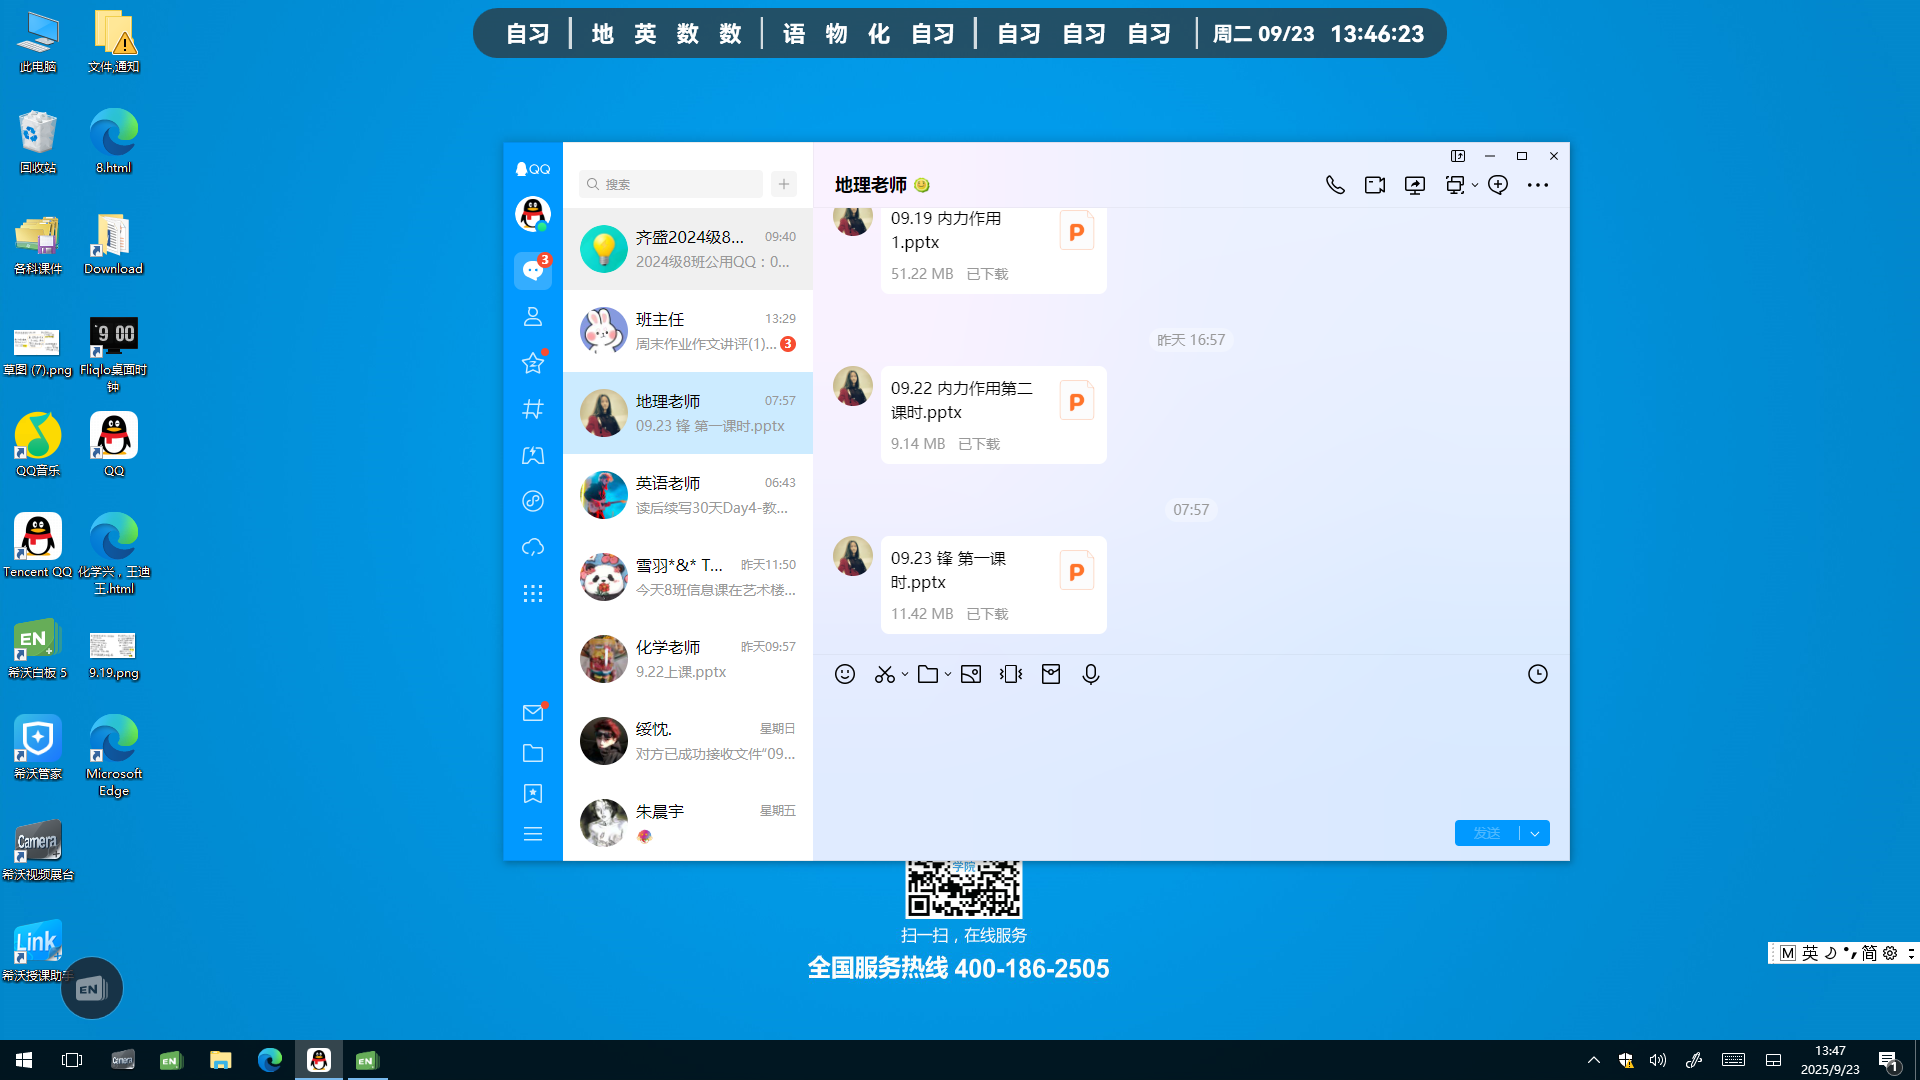 自习 | 地 英 数 数 | 语 物 化 自习 | 自习 自习 自习 | 周二 09/23 13:46:23
此电脑
文件,通知
回收站
8.html
各科课件
Download
草图 (7).png
Fliqlo桌面时
钟
9 00
QQ音乐
QQ
Tencent QQ
化学兴，王迪
王.html
EN
希沃白板 5
9.19.png
希沃管家
Microsoft
Edge
Camera
希沃视频展台
Link
希沃授课助手
EN
QQ
3
搜索
齐盛2024级8... 09:40
2024级8班公用QQ：0...
班主任 13:29
周末作业作文讲评(1)... 3
地理老师 07:57
09.23 锋 第一课时.pptx
英语老师 06:43
读后续写30天Day4-教...
雪羽*&* T... 昨天11:50
今天8班信息课在艺术楼...
化学老师 昨天09:57
9.22上课.pptx
绥忱. 星期日
对方已成功接收文件"09...
朱晨宇 星期五
地理老师
09.19 内力作用
1.pptx
P
51.22 MB 已下载
昨天 16:57
09.22 内力作用第二
课时.pptx
P
9.14 MB 已下载
07:57
09.23 锋 第一课
时.pptx
P
11.42 MB 已下载
发送
学院
扫一扫，在线服务
全国服务热线 400-186-2505
M 英 简
Camera
EN
EN
13:47
2025/9/23
1